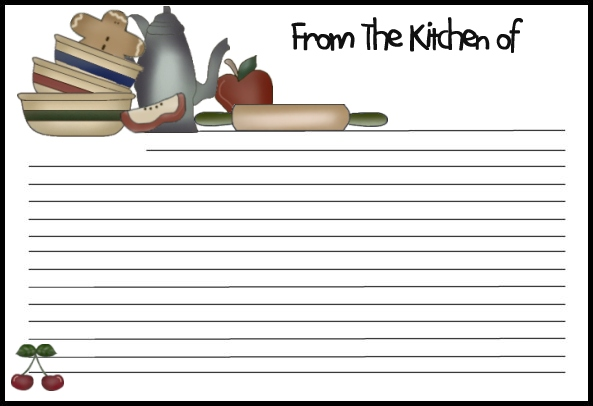 From The Kitchen of